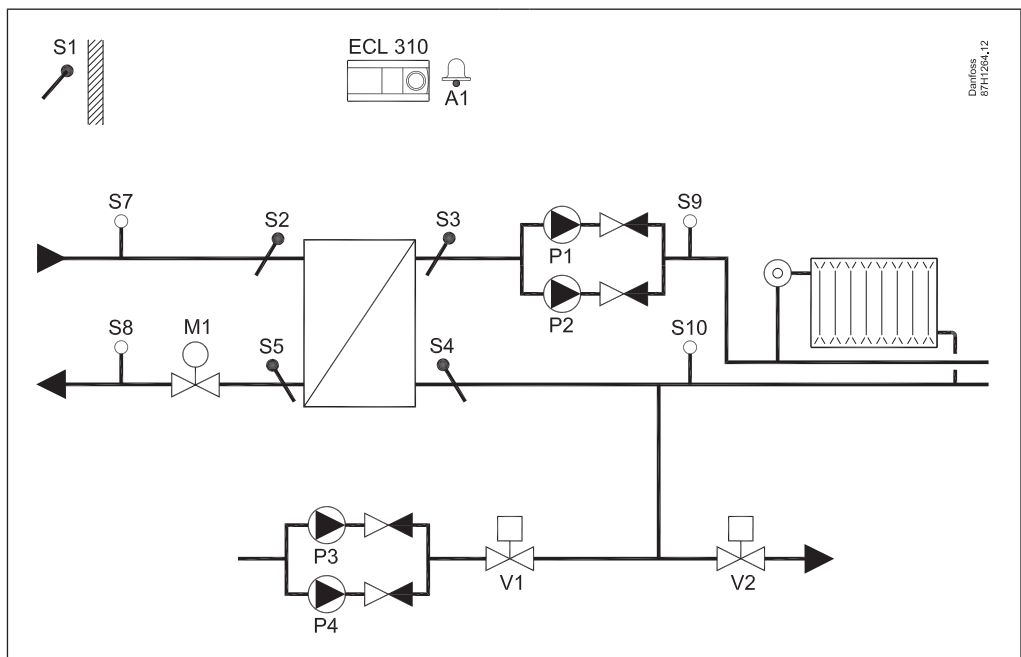 S1
ECL 310
A1
Danfoss
87H1264.12
S7
S2
S3
P1
S9
P2
S8
M1
S5
S4
S10
P3
V1
V2
P4